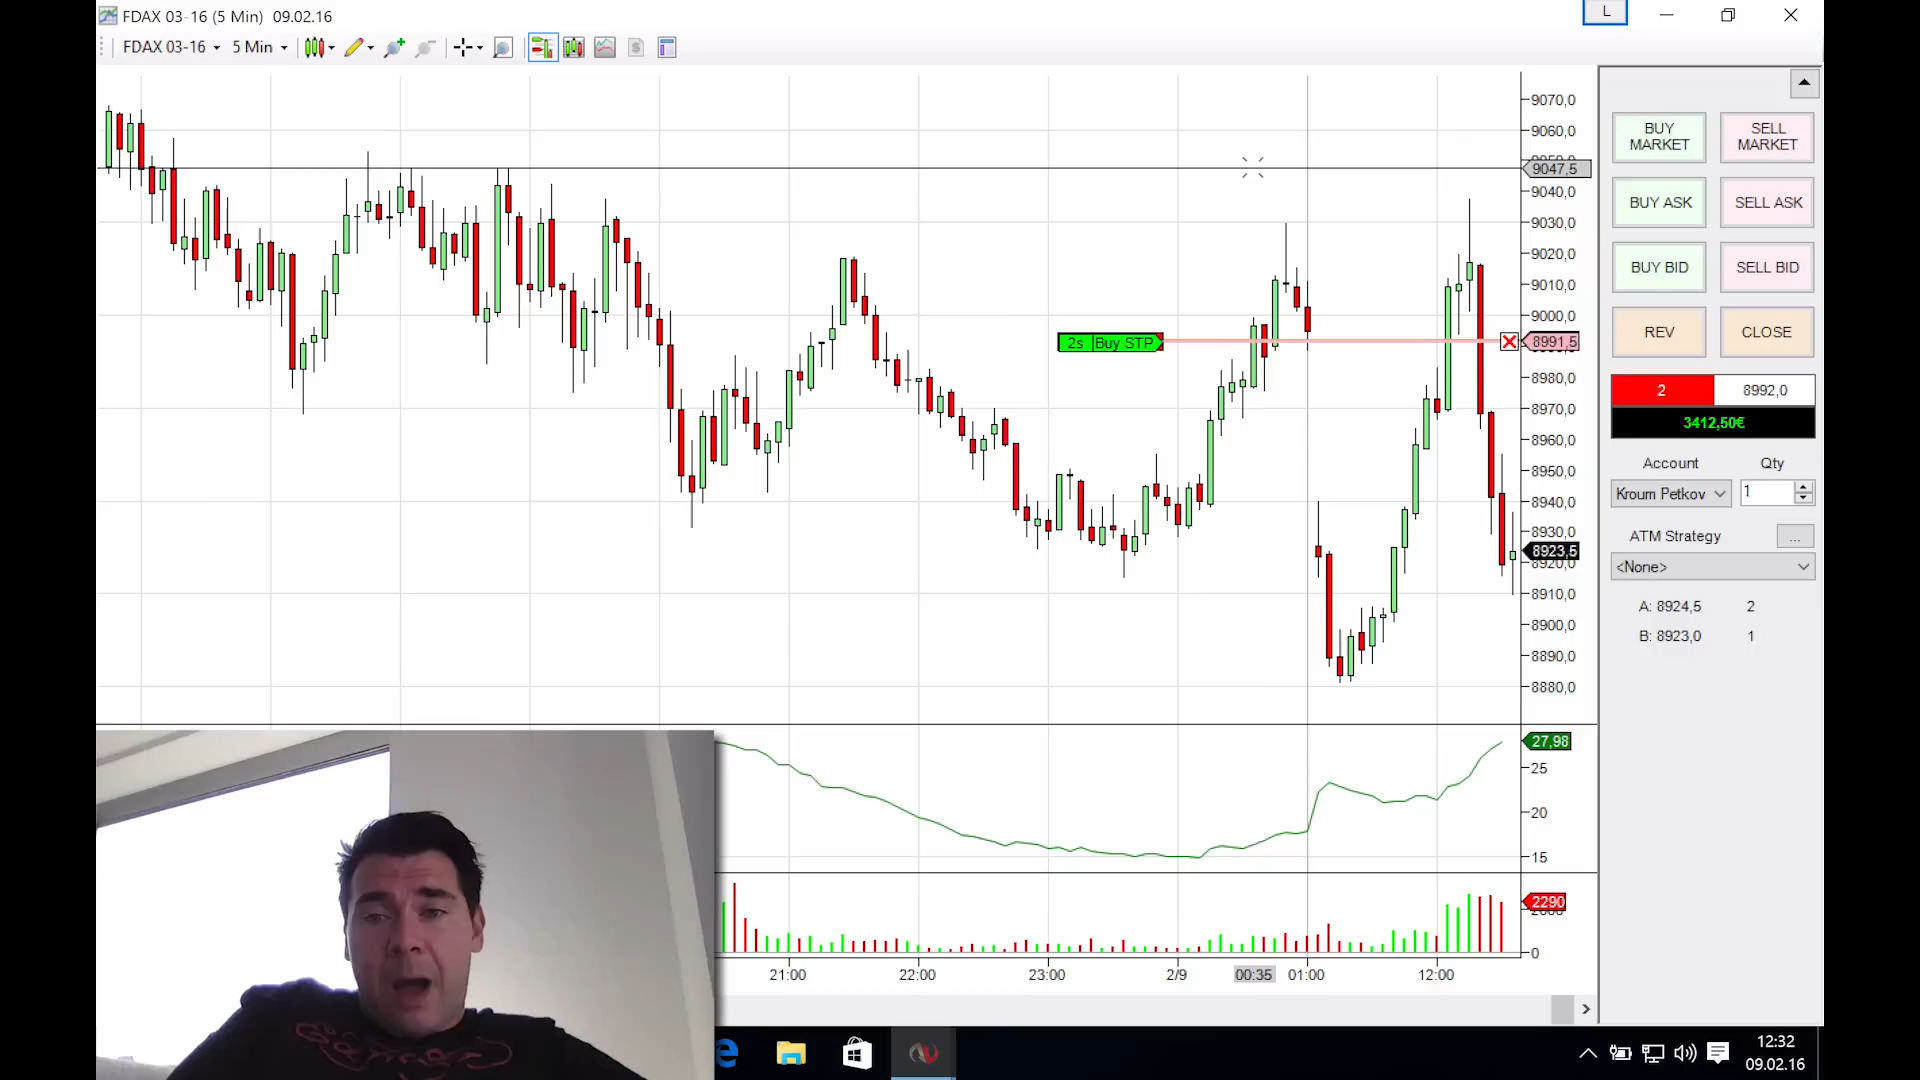 FDAX 03-16 (5 Min) 09.02.16
L
FDAX 03-16 5 Min
9070,0
9060,0
9047,5
9040,0
9030,0
9020,0
9010,0
9000,0
2s Buy STP
8991,5
8980,0
8970,0
8960,0
8950,0
8940,0
8930,0
8923,5
8920,0
8910,0
8900,0
8890,0
8880,0
BUY MARKET
SELL MARKET
BUY ASK
SELL ASK
BUY BID
SELL BID
REV
CLOSE
2 8992,0
3412,50€
Account Qty
Kroum Petkov 1
ATM Strategy ...
<None>
A: 8924,5 2
B: 8923,0 1
27,98
25
20
15
2290
0
21:00 22:00 23:00 2/9 00:35 01:00 12:00
12:32
09.02.16